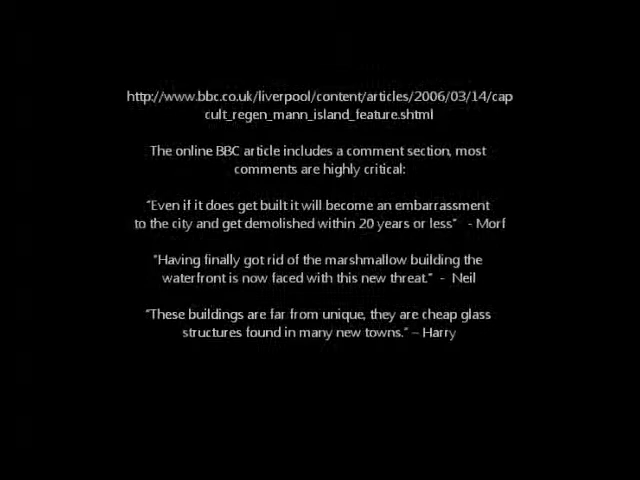 http://www.bbc.co.uk/liverpool/content/articles/2006/03/14/cap
cult_regen_mann_island_feature.shtml
The online BBC article includes a comment section, most
comments are highly critical:
"Even if it does get built it will become an embarrassment
to the city and get demolished within 20 years or less" - Morf
"Having finally got rid of the marshmallow building the
waterfront is now faced with this new threat." - Neil
"These buildings are far from unique, they are cheap glass
structures found in many new towns." – Harry